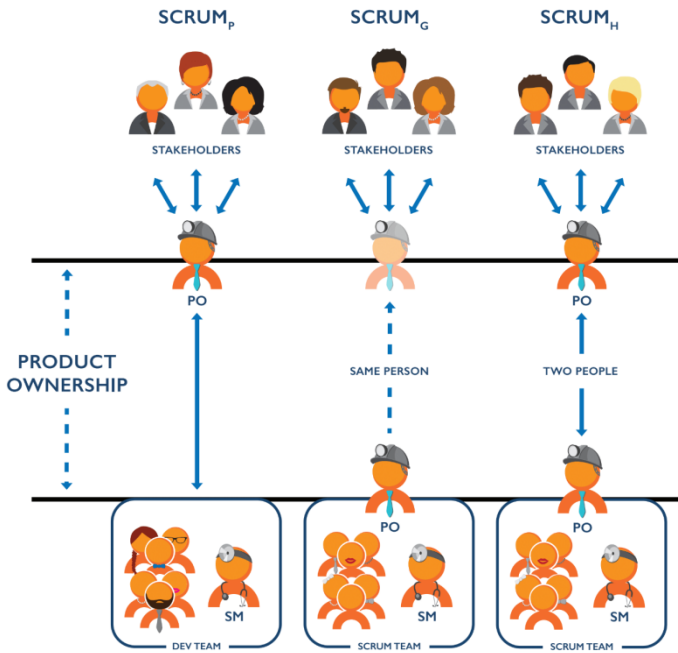 SCRUMP
SCRUMG
SCRUMH
STAKEHOLDERS
STAKEHOLDERS
STAKEHOLDERS
PO
PO
PRODUCT
OWNERSHIP
SAME PERSON
TWO PEOPLE
PO
PO
SM
SM
SM
DEV TEAM
SCRUM TEAM
SCRUM TEAM